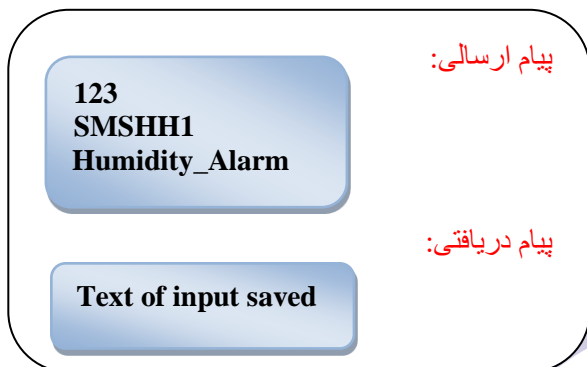 پیام ارسالی:
123
SMSHH1
Humidity_Alarm
پیام دریافتی:
Text of input saved